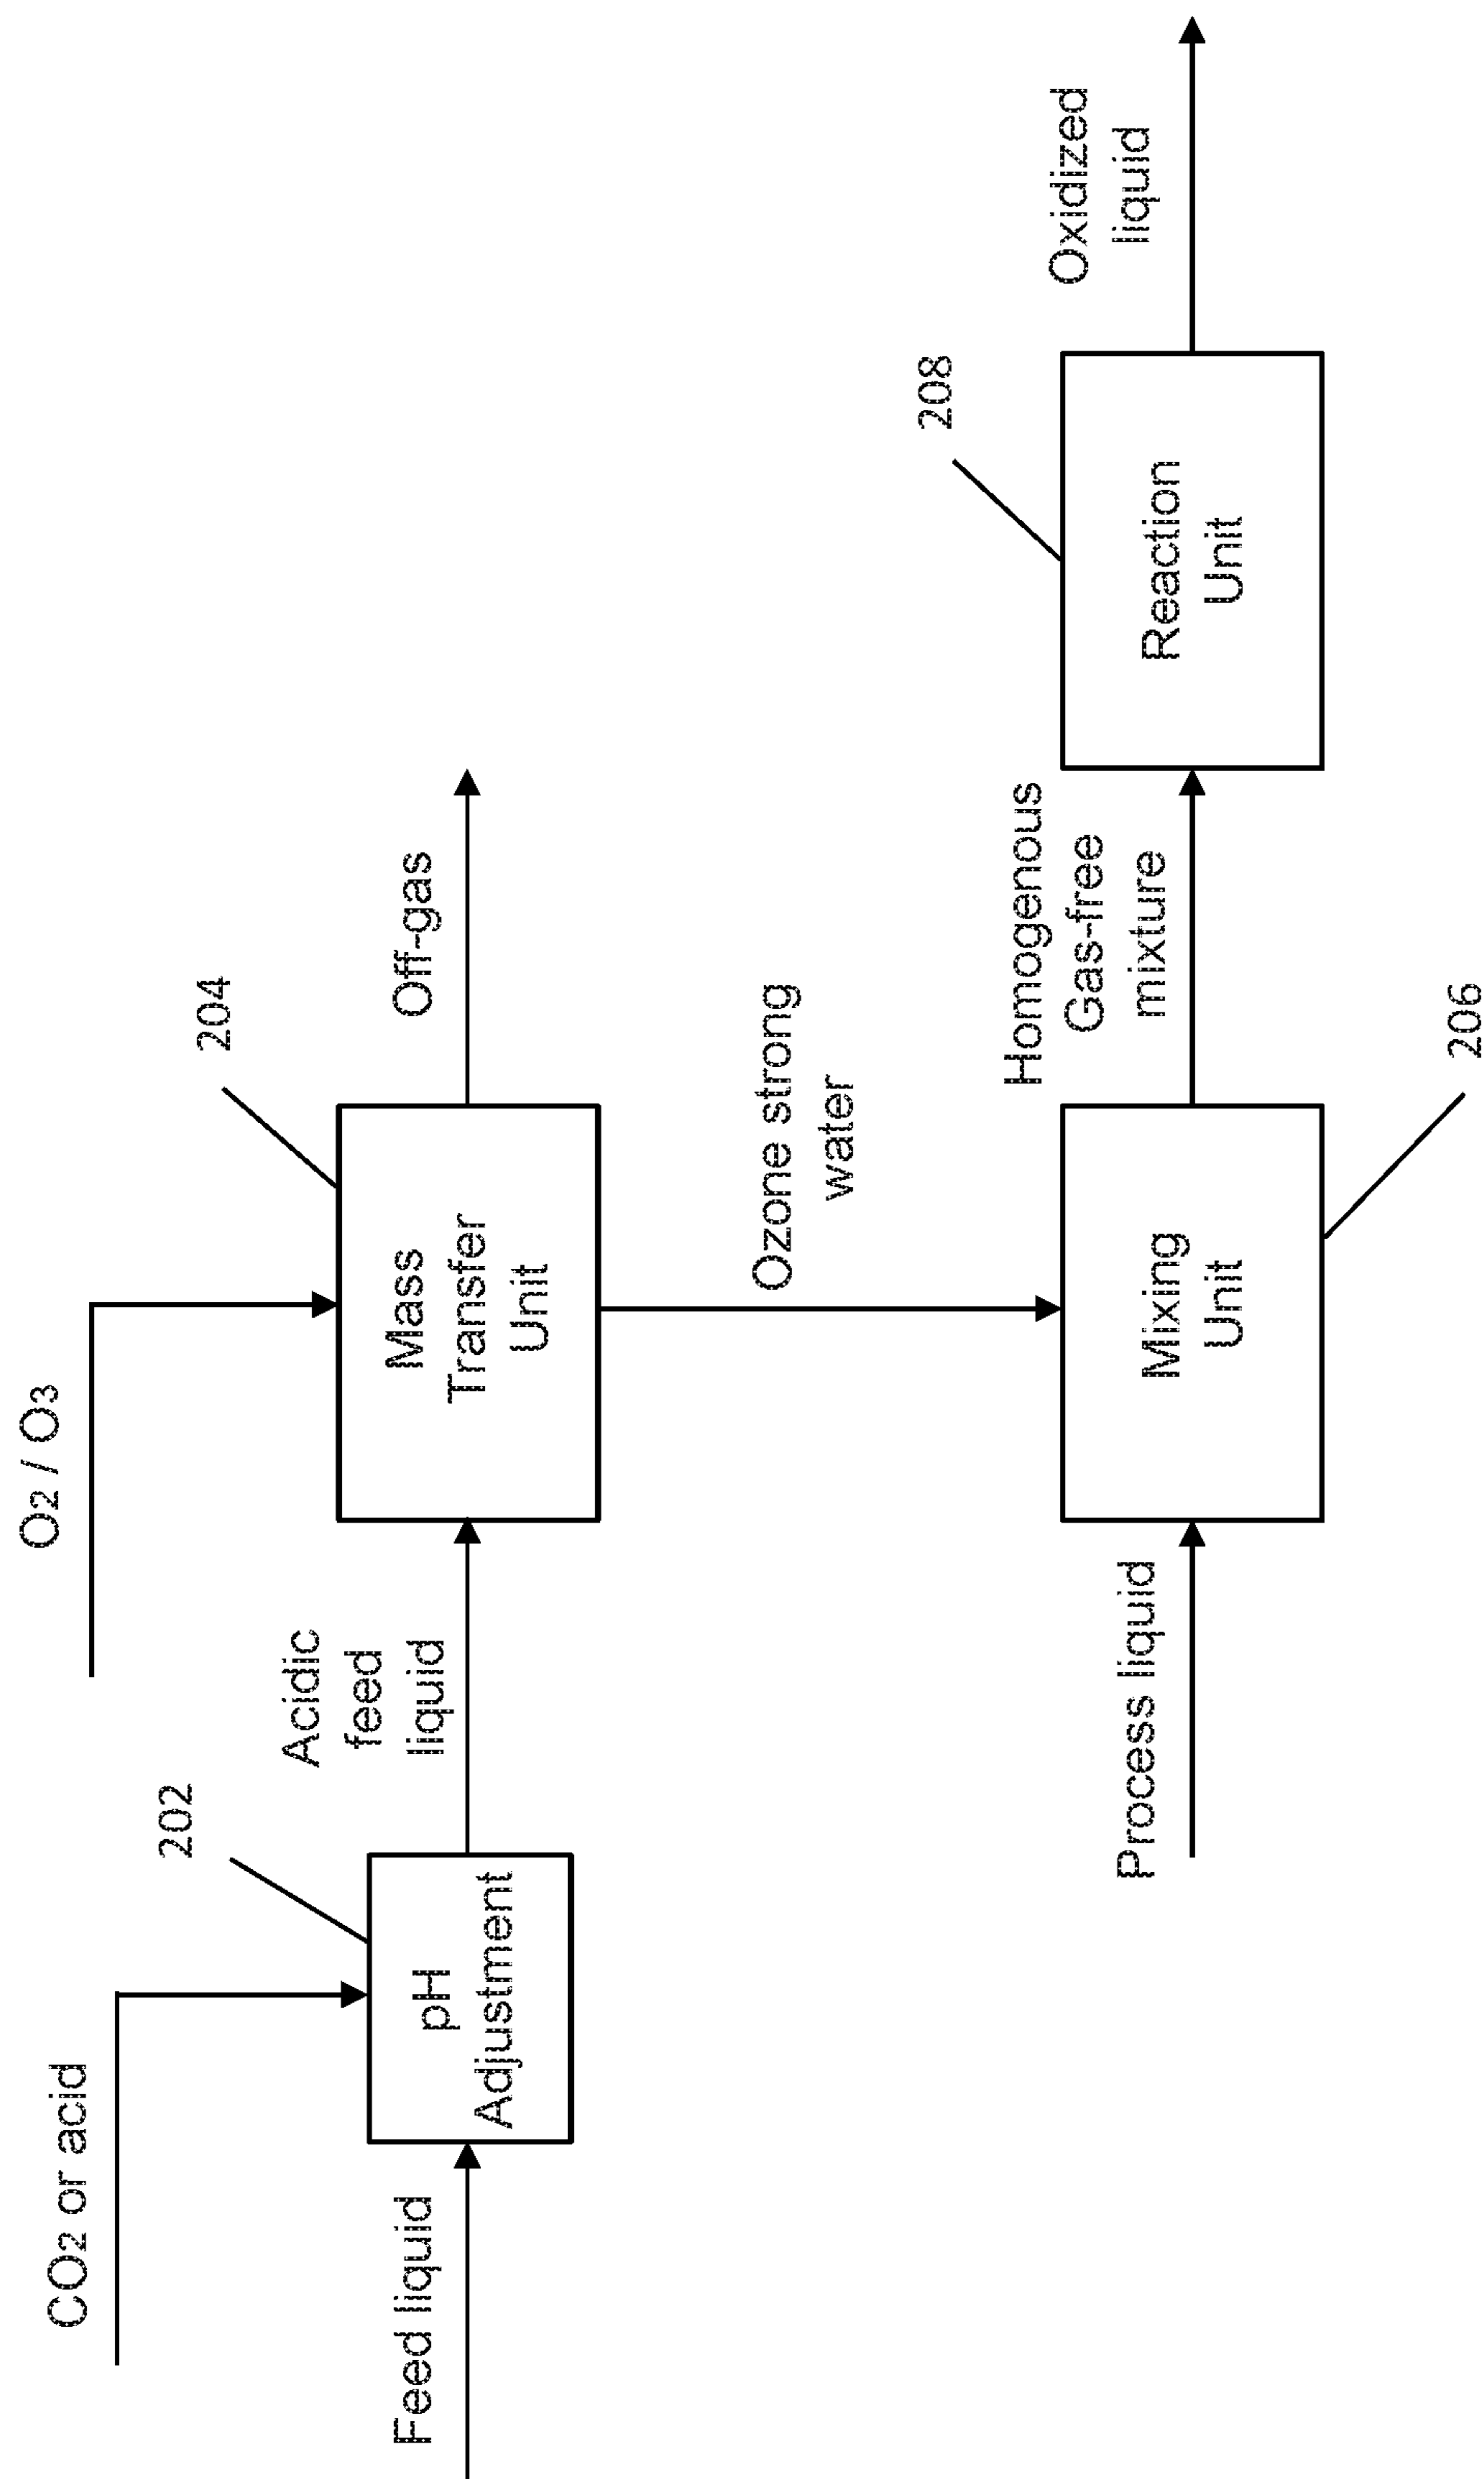 CO2 or acid
O2 / O3
202
204
Feed liquid
pH
Adjustment
Acidic
feed
liquid
Mass
Transfer
Unit
Off-gas
Ozone strong
water
Process liquid
Mixing
Unit
206
Homogenous
Gas-free
mixture
208
Reaction
Unit
Oxidized
liquid